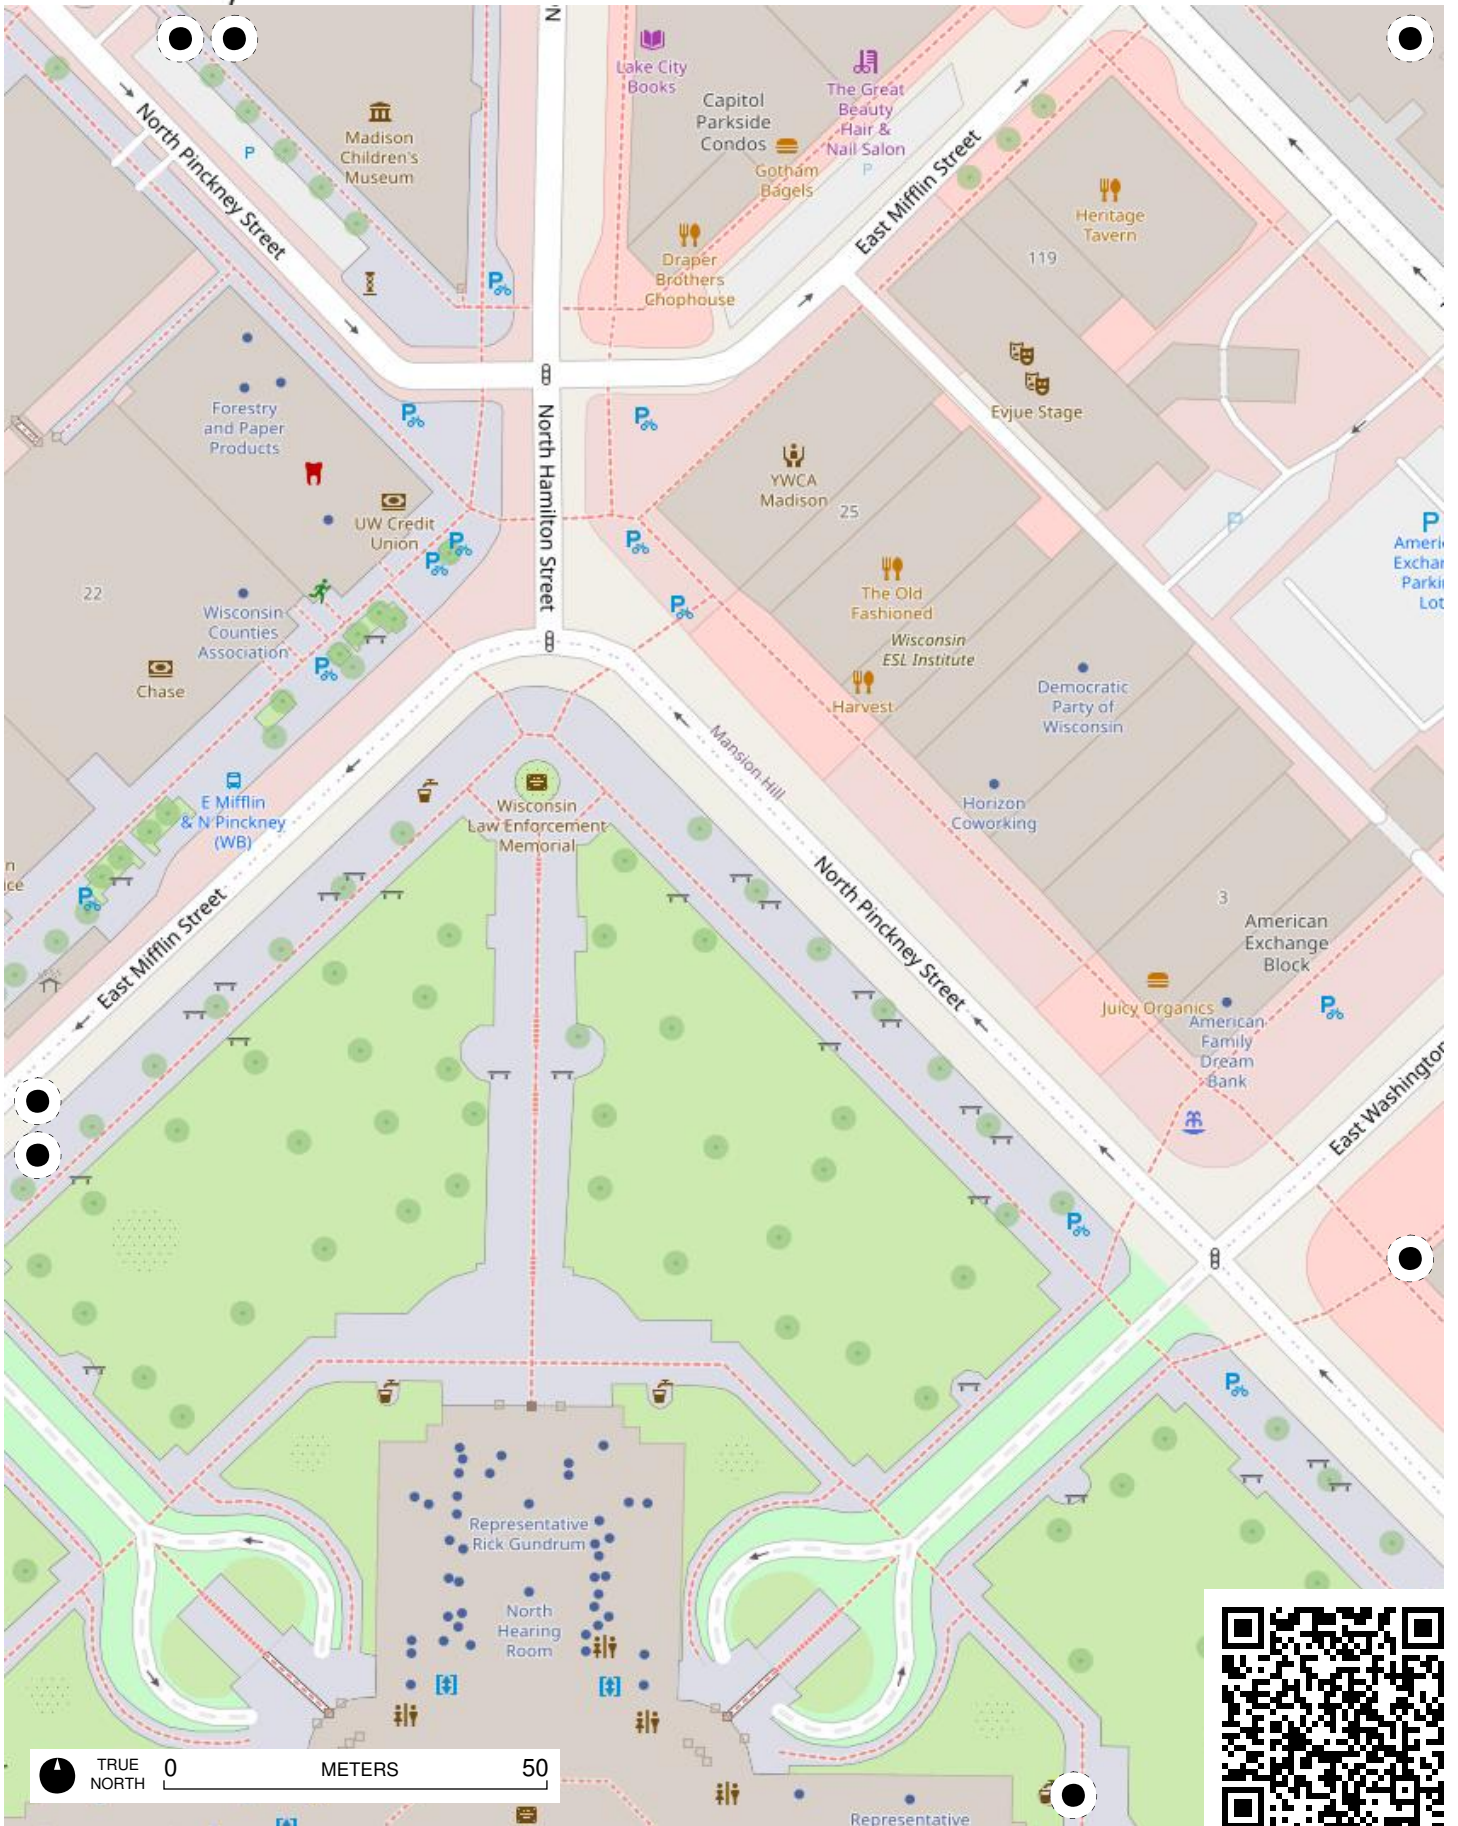 N
Lake City
Books
Capitol
Parkside
Condos
The Great
Beauty
Hair &
Nail Salon
P
Madison
Children's
Museum
P
Gotham
Bagels
North Pinckney Street
East Mifflin Street
Heritage
Tavern
119
Draper
Brothers
Chophouse
P
Evjue Stage
Forestry
and Paper
Products
P
P
North Hamilton Street
YWCA
Madison
25
UW Credit
Union
P
P
P
P
P
Ameri
Exchan
Parki
Lot
22
The Old
Fashioned
P
Wisconsin
Counties
Association
Wisconsin
ESL Institute
P
Chase
Harvest
Democratic
Party of
Wisconsin
Mansion Hill
E Mifflin
& N Pinckney
(WB)
Wisconsin
Law Enforcement
Memorial
Horizon
Coworking
n
ice
P
East Mifflin Street
North Pinckney Street
3
American
Exchange
Block
Juicy Organics
P
American
Family
Dream
Bank
East Washington
P
P
Representative
Rick Gundrum
North
Hearing
Room
TRUE
NORTH
0
METERS
50
Representative